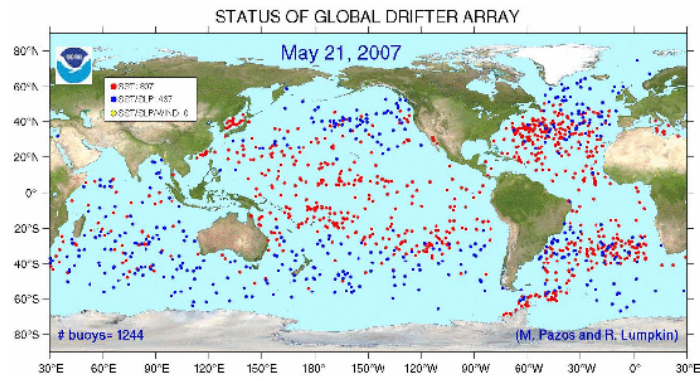 STATUS OF GLOBAL DRIFTER ARRAY
May 21, 2007
80°N
60°N
SST: 807
SST/SLP: 437
SST/SLP/WIND: 0
40°N
20°N
0°
20°S
40°S
60°S
80°S
# buoys= 1244 (M. Pazos and R. Lumpkin)
30°E 60°E 90°E 120°E 150°E 180° 150°W 120°W 90°W 60°W 30°W 0° 30°E